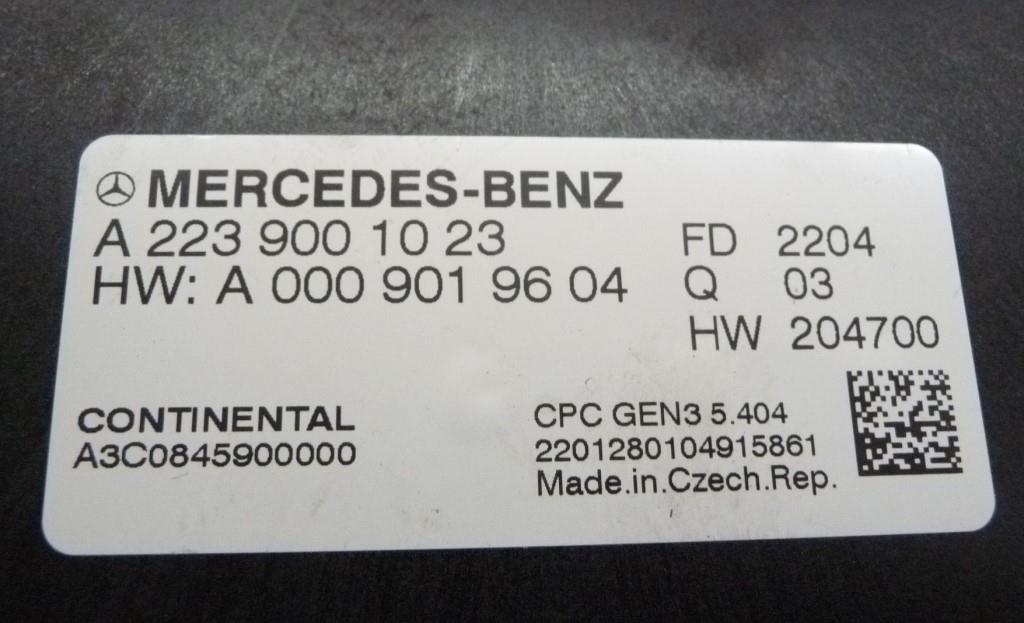 MERCEDES-BENZ
A 223 900 10 23
HW: A 000 901 96 04
FD 2204
Q 03
HW 204700
CONTINENTAL
A3C0845900000
CPC GEN3 5.404
2201280104915861
Made.in.Czech.Rep.